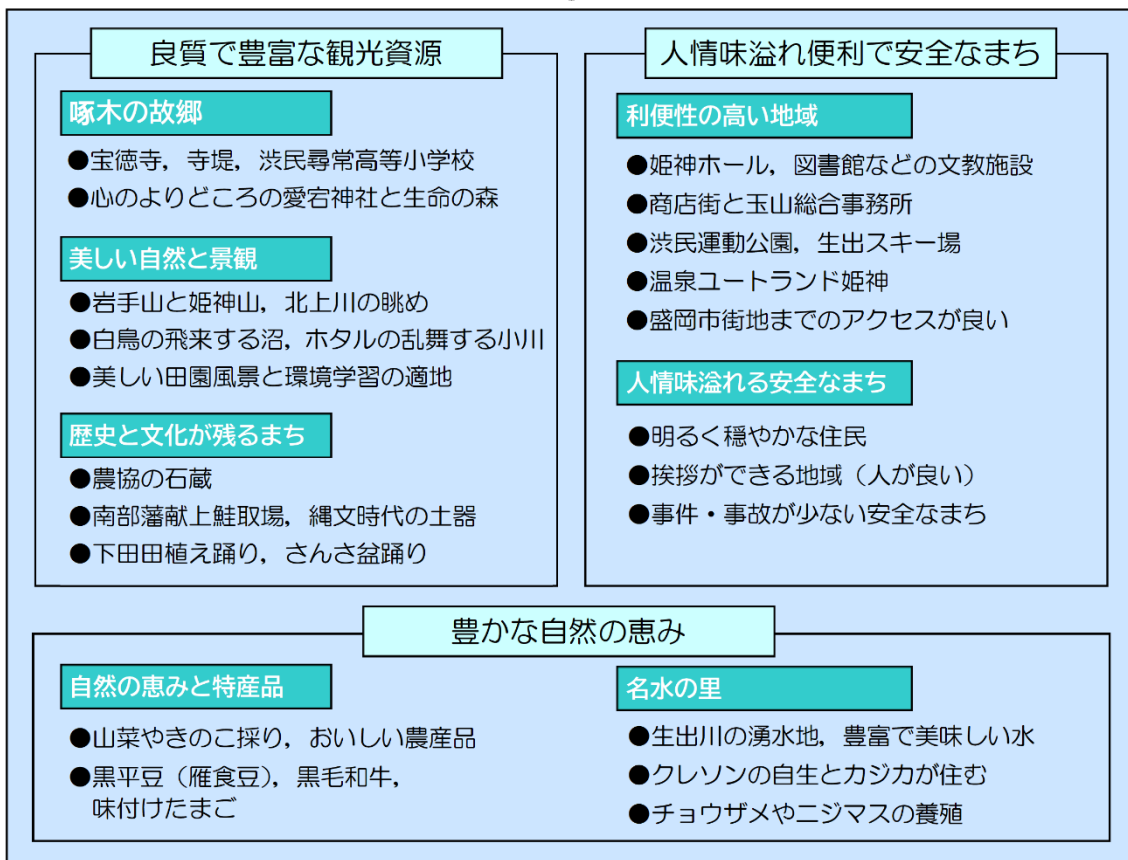 良質で豊富な観光資源
啄木の故郷
●宝徳寺，寺堤，渋民尋常高等小学校
●心のよりどころの愛宕神社と生命の森
美しい自然と景観
●岩手山と姫神山，北上川の眺め
●白鳥の飛来する沼，ホタルの乱舞する小川
●美しい田園風景と環境学習の適地
歴史と文化が残るまち
●農協の石蔵
●南部藩献上鮭取場，縄文時代の土器
●下田田植え踊り，さんさ盆踊り
人情味溢れ便利で安全なまち
利便性の高い地域
●姫神ホール，図書館などの文教施設
●商店街と玉山総合事務所
●渋民運動公園，生出スキー場
●温泉ユートランド姫神
●盛岡市街地までのアクセスが良い
人情味溢れる安全なまち
●明るく穏やかな住民
●挨拶ができる地域（人が良い）
●事件・事故が少ない安全なまち
豊かな自然の恵み
自然の恵みと特産品
●山菜やきのこ採り，おいしい農産品
●黒平豆（雁食豆），黒毛和牛，
味付けたまご
名水の里
●生出川の湧水地，豊富で美味しい水
●クレソンの自生とカジカが住む
●チョウザメやニジマスの養殖